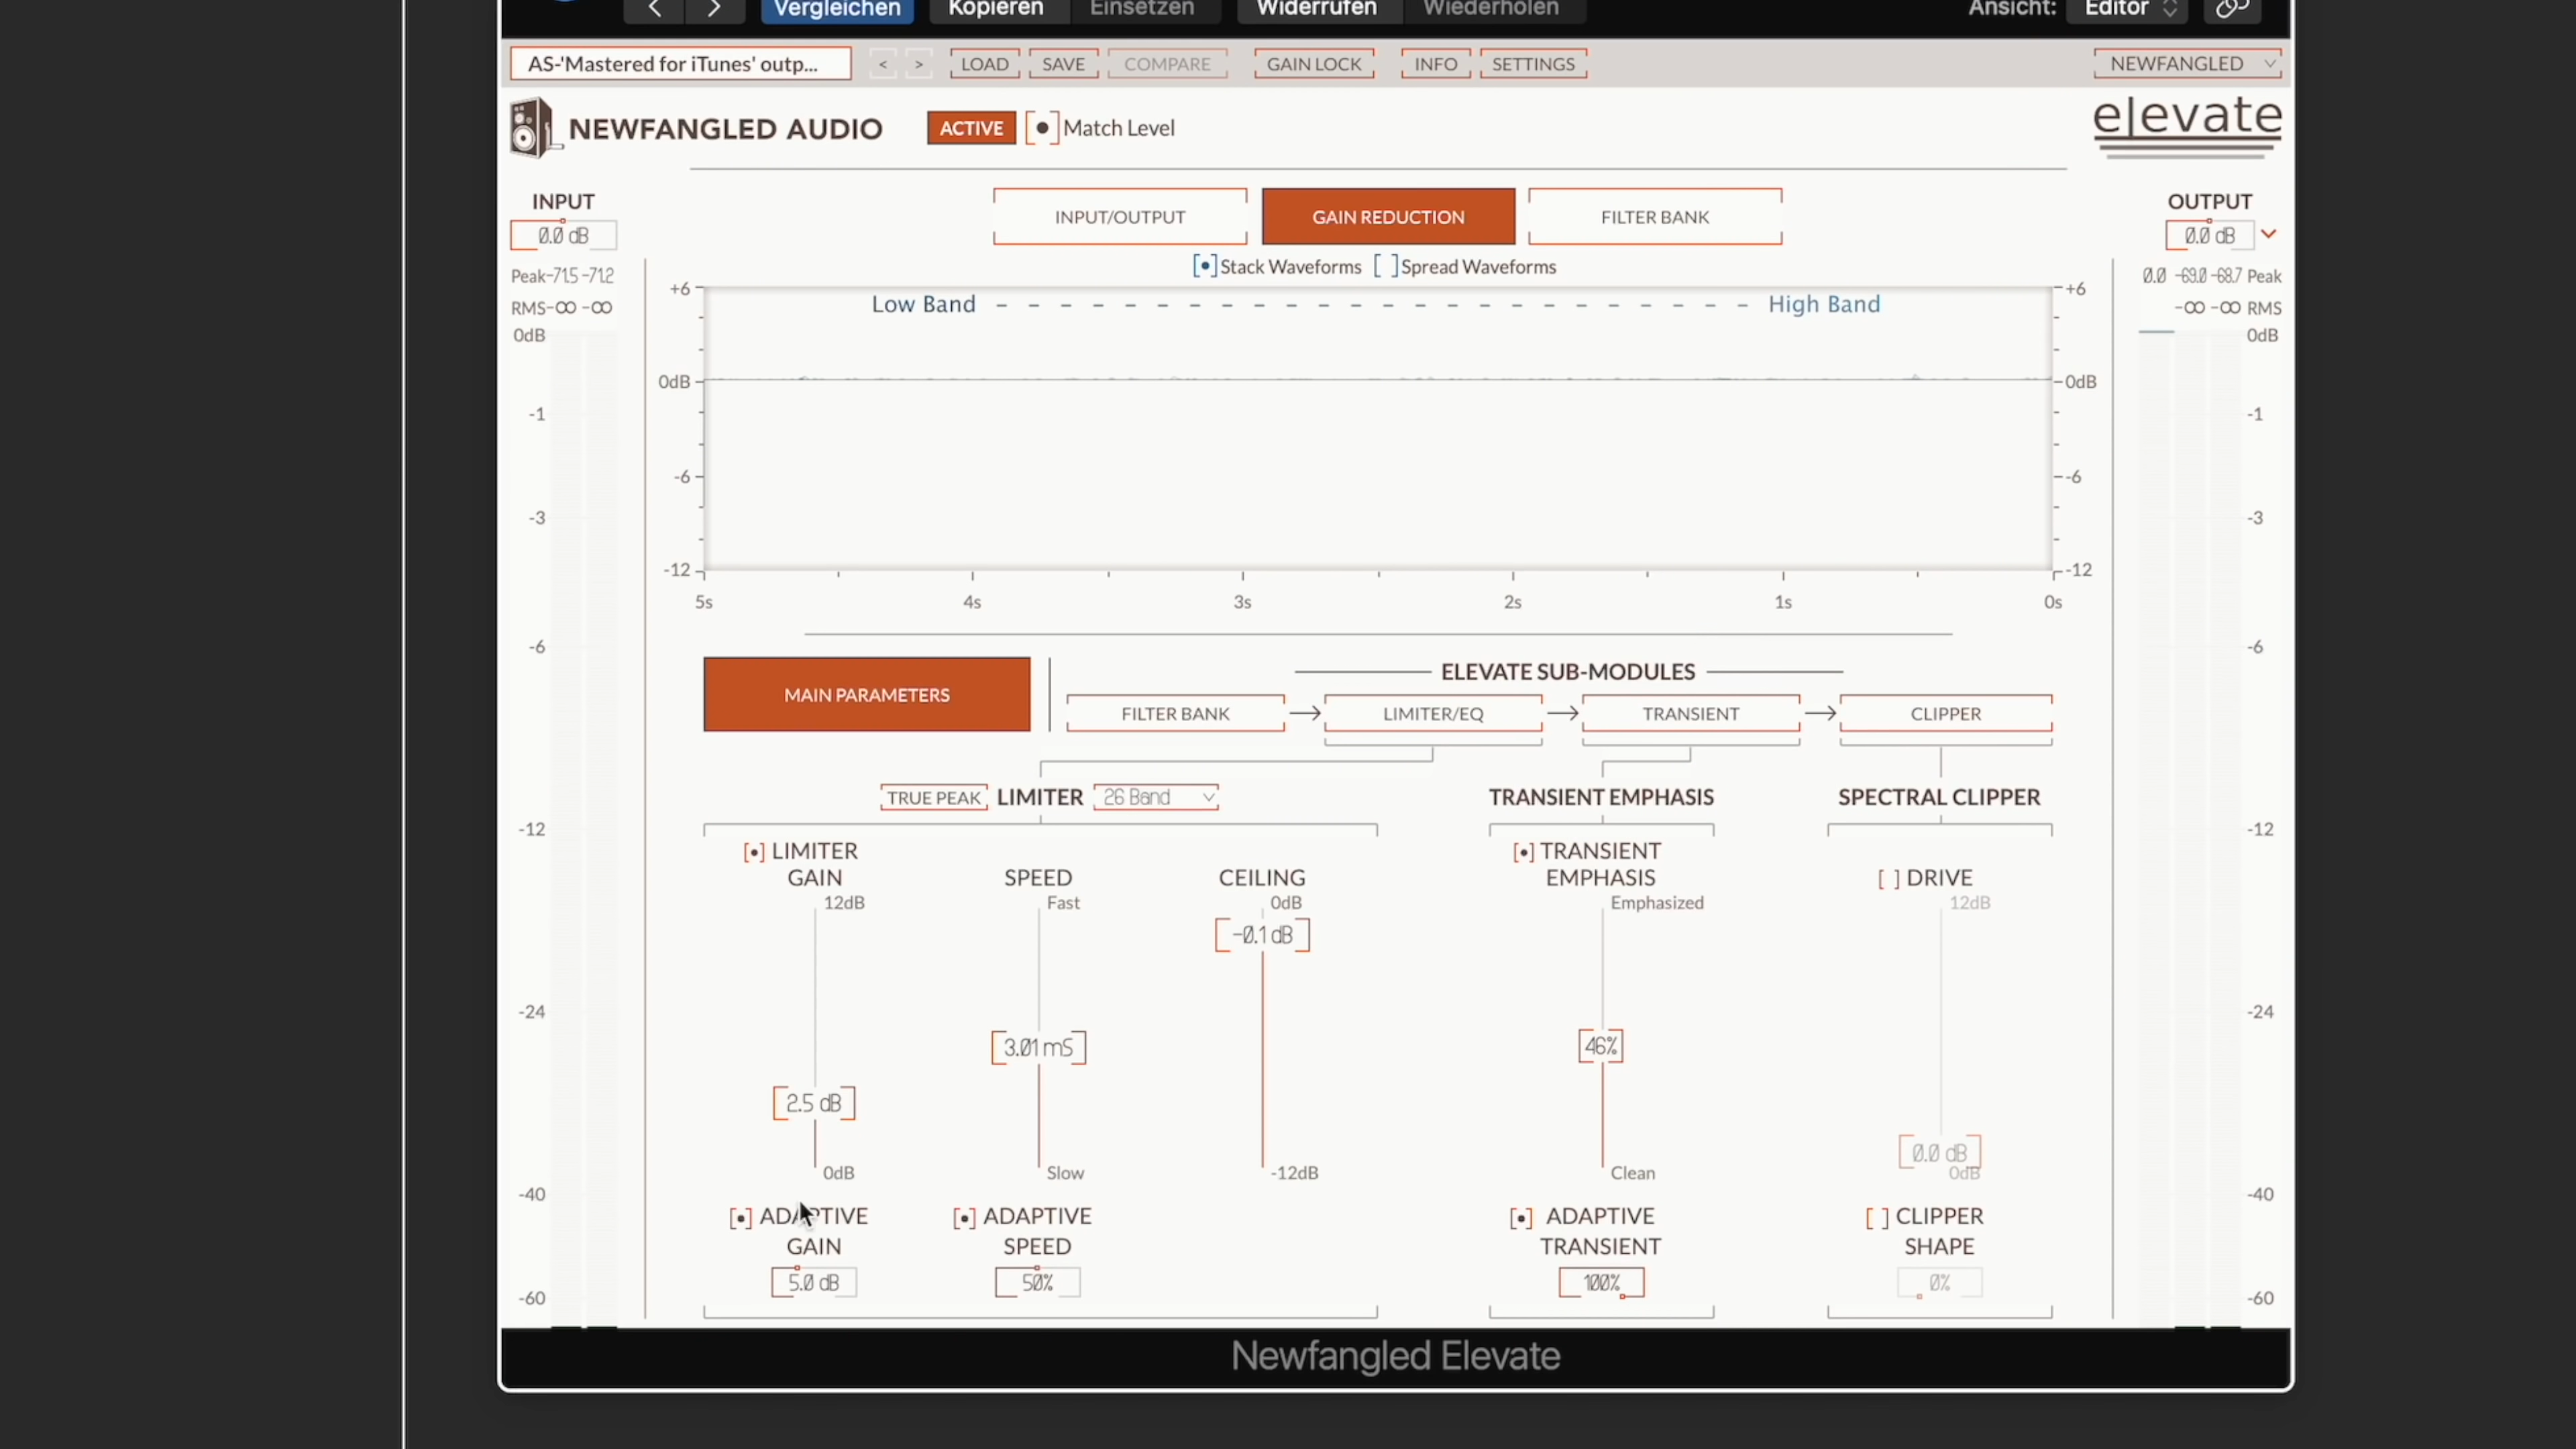 Vergleichen Kopieren Einsetzen Widerrufen Wiederholen Ansicht: Editor
AS-'Mastered for iTunes' outp... < > LOAD SAVE COMPARE GAIN LOCK INFO SETTINGS NEWFANGLED
NEWFANGLED AUDIO ACTIVE Match Level elevate
INPUT INPUT/OUTPUT GAIN REDUCTION FILTER BANK OUTPUT
0.0 dB 0.0 dB
Stack Waveforms Spread Waveforms
Peak -71.5 -71.2 0.0 -69.0 -68.7 Peak
RMS -∞ -∞ -∞ -∞ RMS
+6 Low Band High Band +6
0dB 0dB
0dB 0dB
-1 -1
-6 -6
-3 -3
-12 -12
5s 4s 3s 2s 1s 0s
-6 -6
MAIN PARAMETERS ELEVATE SUB-MODULES
FILTER BANK LIMITER/EQ TRANSIENT CLIPPER
TRUE PEAK LIMITER 26 Band TRANSIENT EMPHASIS SPECTRAL CLIPPER
-12 -12
LIMITER TRANSIENT
GAIN SPEED CEILING EMPHASIS DRIVE
12dB Fast 0dB Emphasized 12dB
-0.1 dB
-24 -24
3.01 mS 46%
2.5 dB
0.0 dB
0dB Slow -12dB Clean 0dB
-40 -40
ADAPTIVE ADAPTIVE ADAPTIVE CLIPPER
GAIN SPEED TRANSIENT SHAPE
5.0 dB 50% 100% 0%
-60 -60
Newfangled Elevate